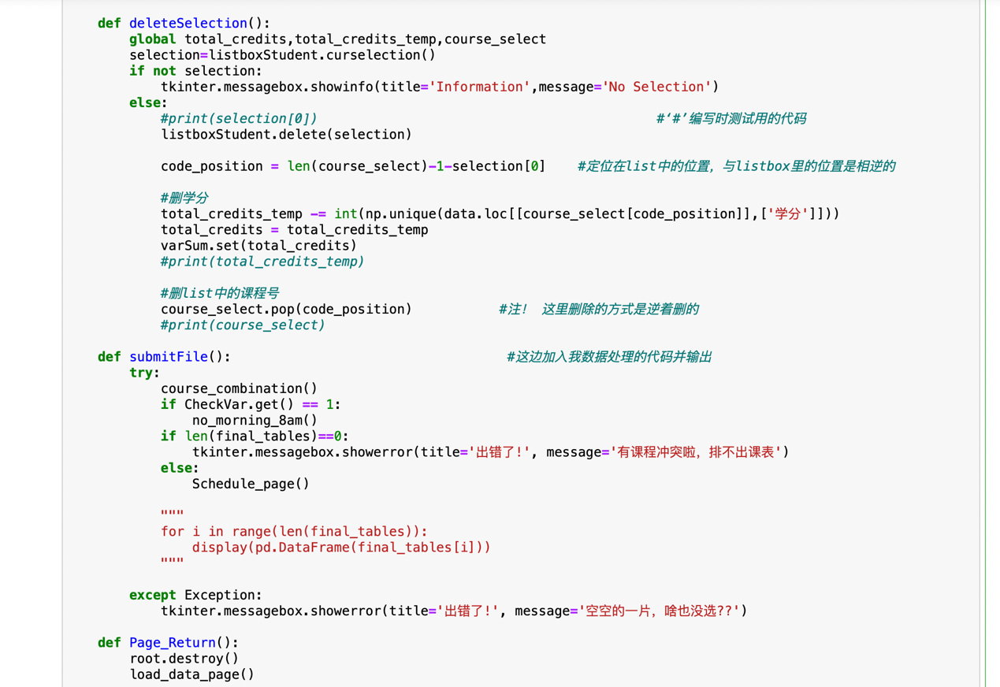 def deleteSelection():
    global total_credits,total_credits_temp,course_select
    selection=listboxStudent.curselection()
    if not selection:
        tkinter.messagebox.showinfo(title='Information',message='No Selection')
    else:
        #print(selection[0])                                           #‘#’编写时测试用的代码
        listboxStudent.delete(selection)

        code_position = len(course_select)-1-selection[0]    #定位在list中的位置，与listbox里的位置是相逆的

        #删学分
        total_credits_temp -= int(np.unique(data.loc[[course_select[code_position]],['学分']]))
        total_credits = total_credits_temp
        varSum.set(total_credits)
        #print(total_credits_temp)

        #删list中的课程号
        course_select.pop(code_position)           #注！ 这里删除的方式是逆着删的
        #print(course_select)

def submitFile():                                   #这边加入我数据处理的代码并输出
    try:
        course_combination()
        if CheckVar.get() == 1:
            no_morning_8am()
        if len(final_tables)==0:
            tkinter.messagebox.showerror(title='出错了!', message='有课程冲突啦，排不出课表')
        else:
            Schedule_page()

        """
        for i in range(len(final_tables)):
            display(pd.DataFrame(final_tables[i]))
        """

    except Exception:
        tkinter.messagebox.showerror(title='出错了!', message='空空的一片，啥也没选??')

def Page_Return():
    root.destroy()
    load_data_page()